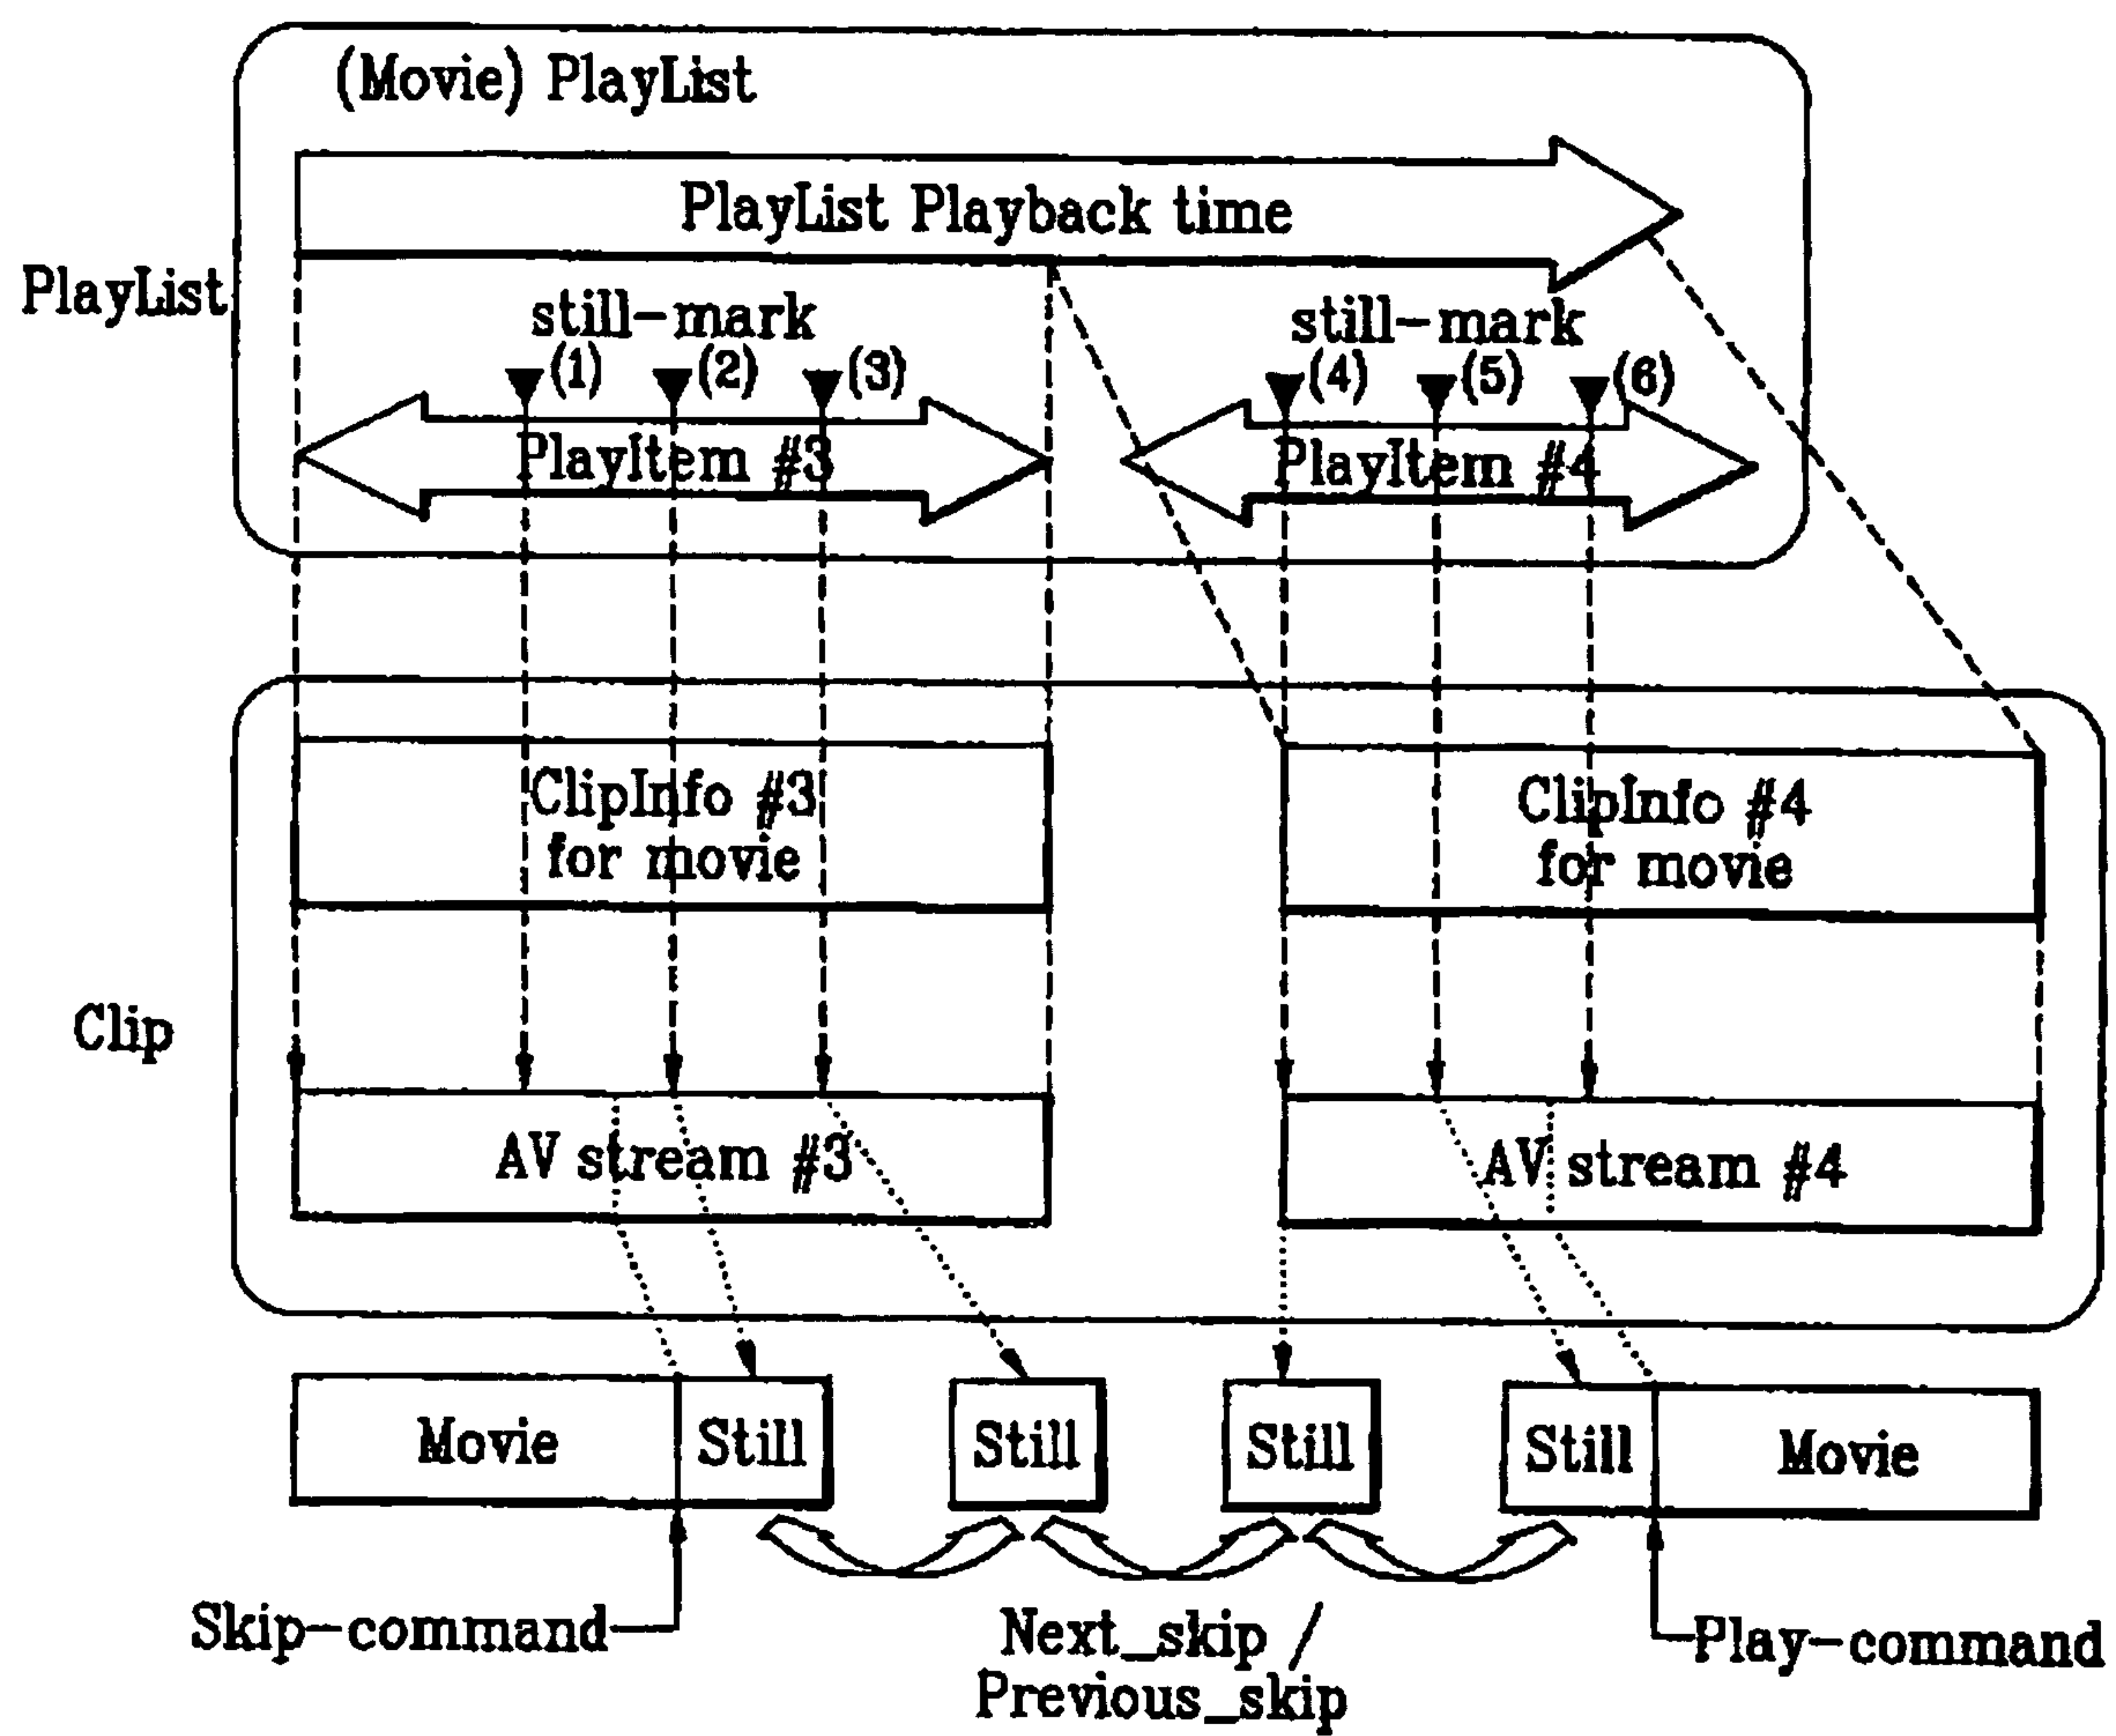 (Movie) PlayList
PlayList Playback time
PlayList
still-mark
still-mark
(1)
(2)
(3)
(4)
(5)
(6)
PlayItem #3
PlayItem #4
ClipInfo #3
for movie
ClipInfo #4
for movie
Clip
AV stream #3
AV stream #4
Movie
Still
Still
Still
Still
Movie
Skip-command
Next_skip /
Previous_skip
Play-command